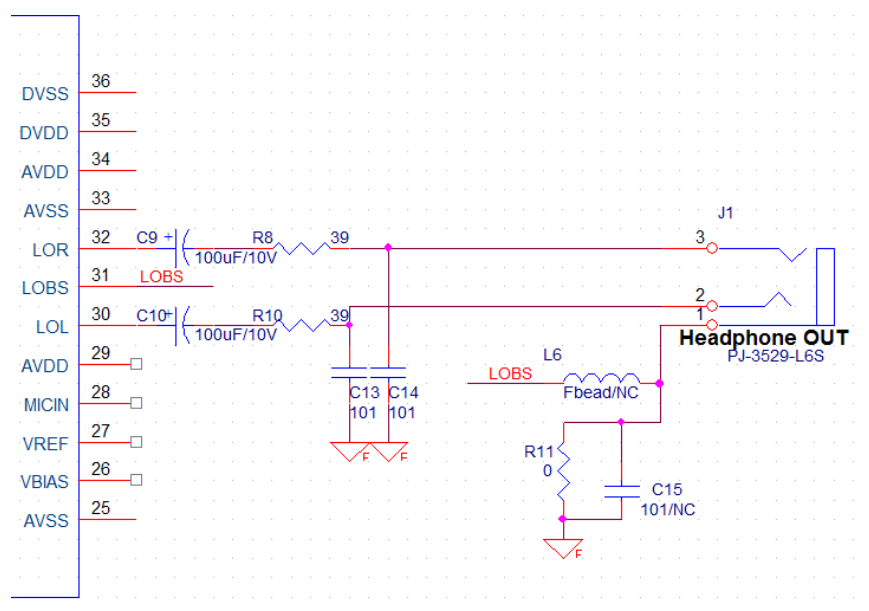 DVSS 36
DVDD 35
AVDD 34
AVSS 33
J1
LOR 32 C9 + R8 39 3
100uF/10V
LOBS 31 LOBS
2
LOL 30 C10+ R10 39 1
100uF/10V
Headphone OUT
PJ-3529-L6S
AVDD 29
L6
LOBS
Fbead/NC
C13 C14
101 101
MICIN 28
VREF 27
F F
R11
0
VBIAS 26
C15
101/NC
AVSS 25
F